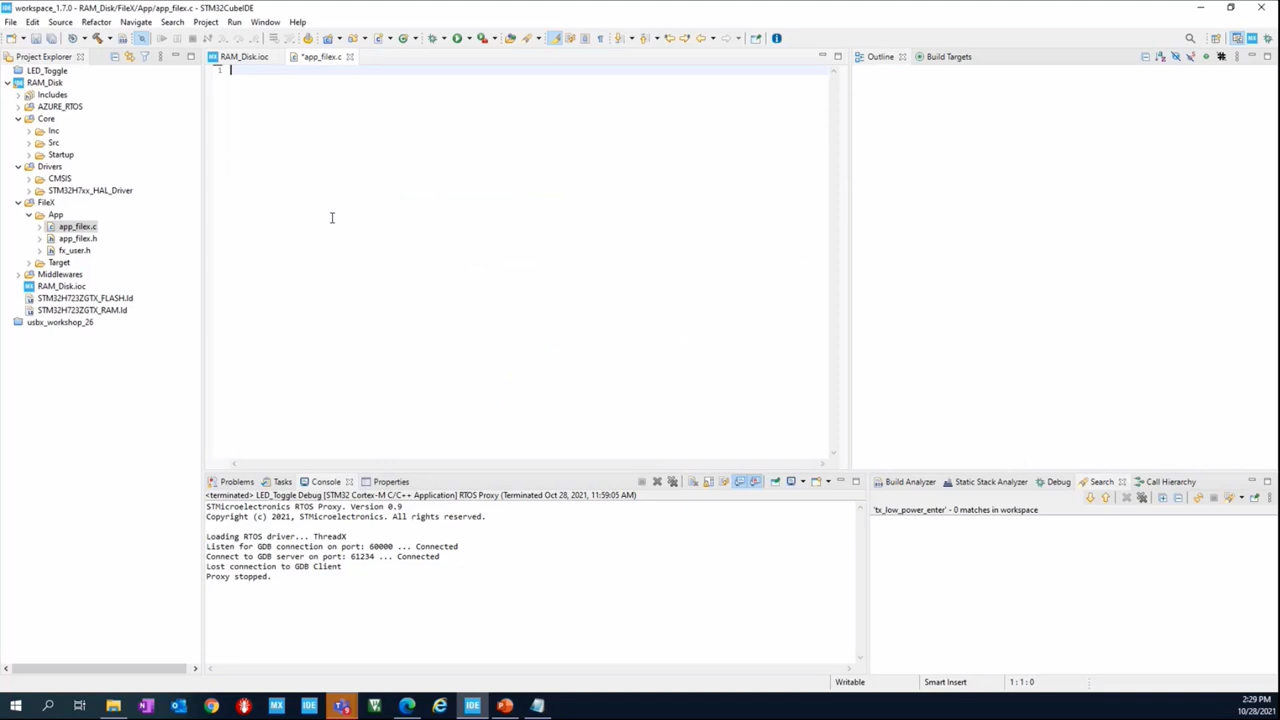 workspace_1.7.0 - RAM_Disk/FileX/App/app_filex.c - STM32CubeIDE
File Edit Source Refactor Navigate Search Project Run Window Help
Project Explorer
RAM_Disk.ioc
*app_filex.c
Outline
Build Targets
1
LED_Toggle
RAM_Disk
Includes
AZURE_RTOS
Core
Inc
Src
Startup
Drivers
CMSIS
STM32H7xx_HAL_Driver
FileX
App
app_filex.c
app_filex.h
fx_user.h
Target
Middlewares
RAM_Disk.ioc
STM32H723ZGTX_FLASH.ld
STM32H723ZGTX_RAM.ld
usbx_workshop_26
Problems Tasks Console Properties
<terminated> LED_Toggle Debug [STM32 Cortex-M C/C++ Application] RTOS Proxy (Terminated Oct 28, 2021, 11:59:05 AM)
STMicroelectronics RTOS Proxy. Version 0.9
Copyright (c) 2021, STMicroelectronics. All rights reserved.
Loading RTOS driver... ThreadX
Listen for GDB connection on port: 60000 ... Connected
Connect to GDB server on port: 61234 ... Connected
Lost connection to GDB Client
Proxy stopped.
Build Analyzer Static Stack Analyzer Debug Search Call Hierarchy
'tx_low_power_enter' - 0 matches in workspace
Writable Smart Insert 1 : 1 : 0
MX IDE IDE
2:29 PM
10/28/2021